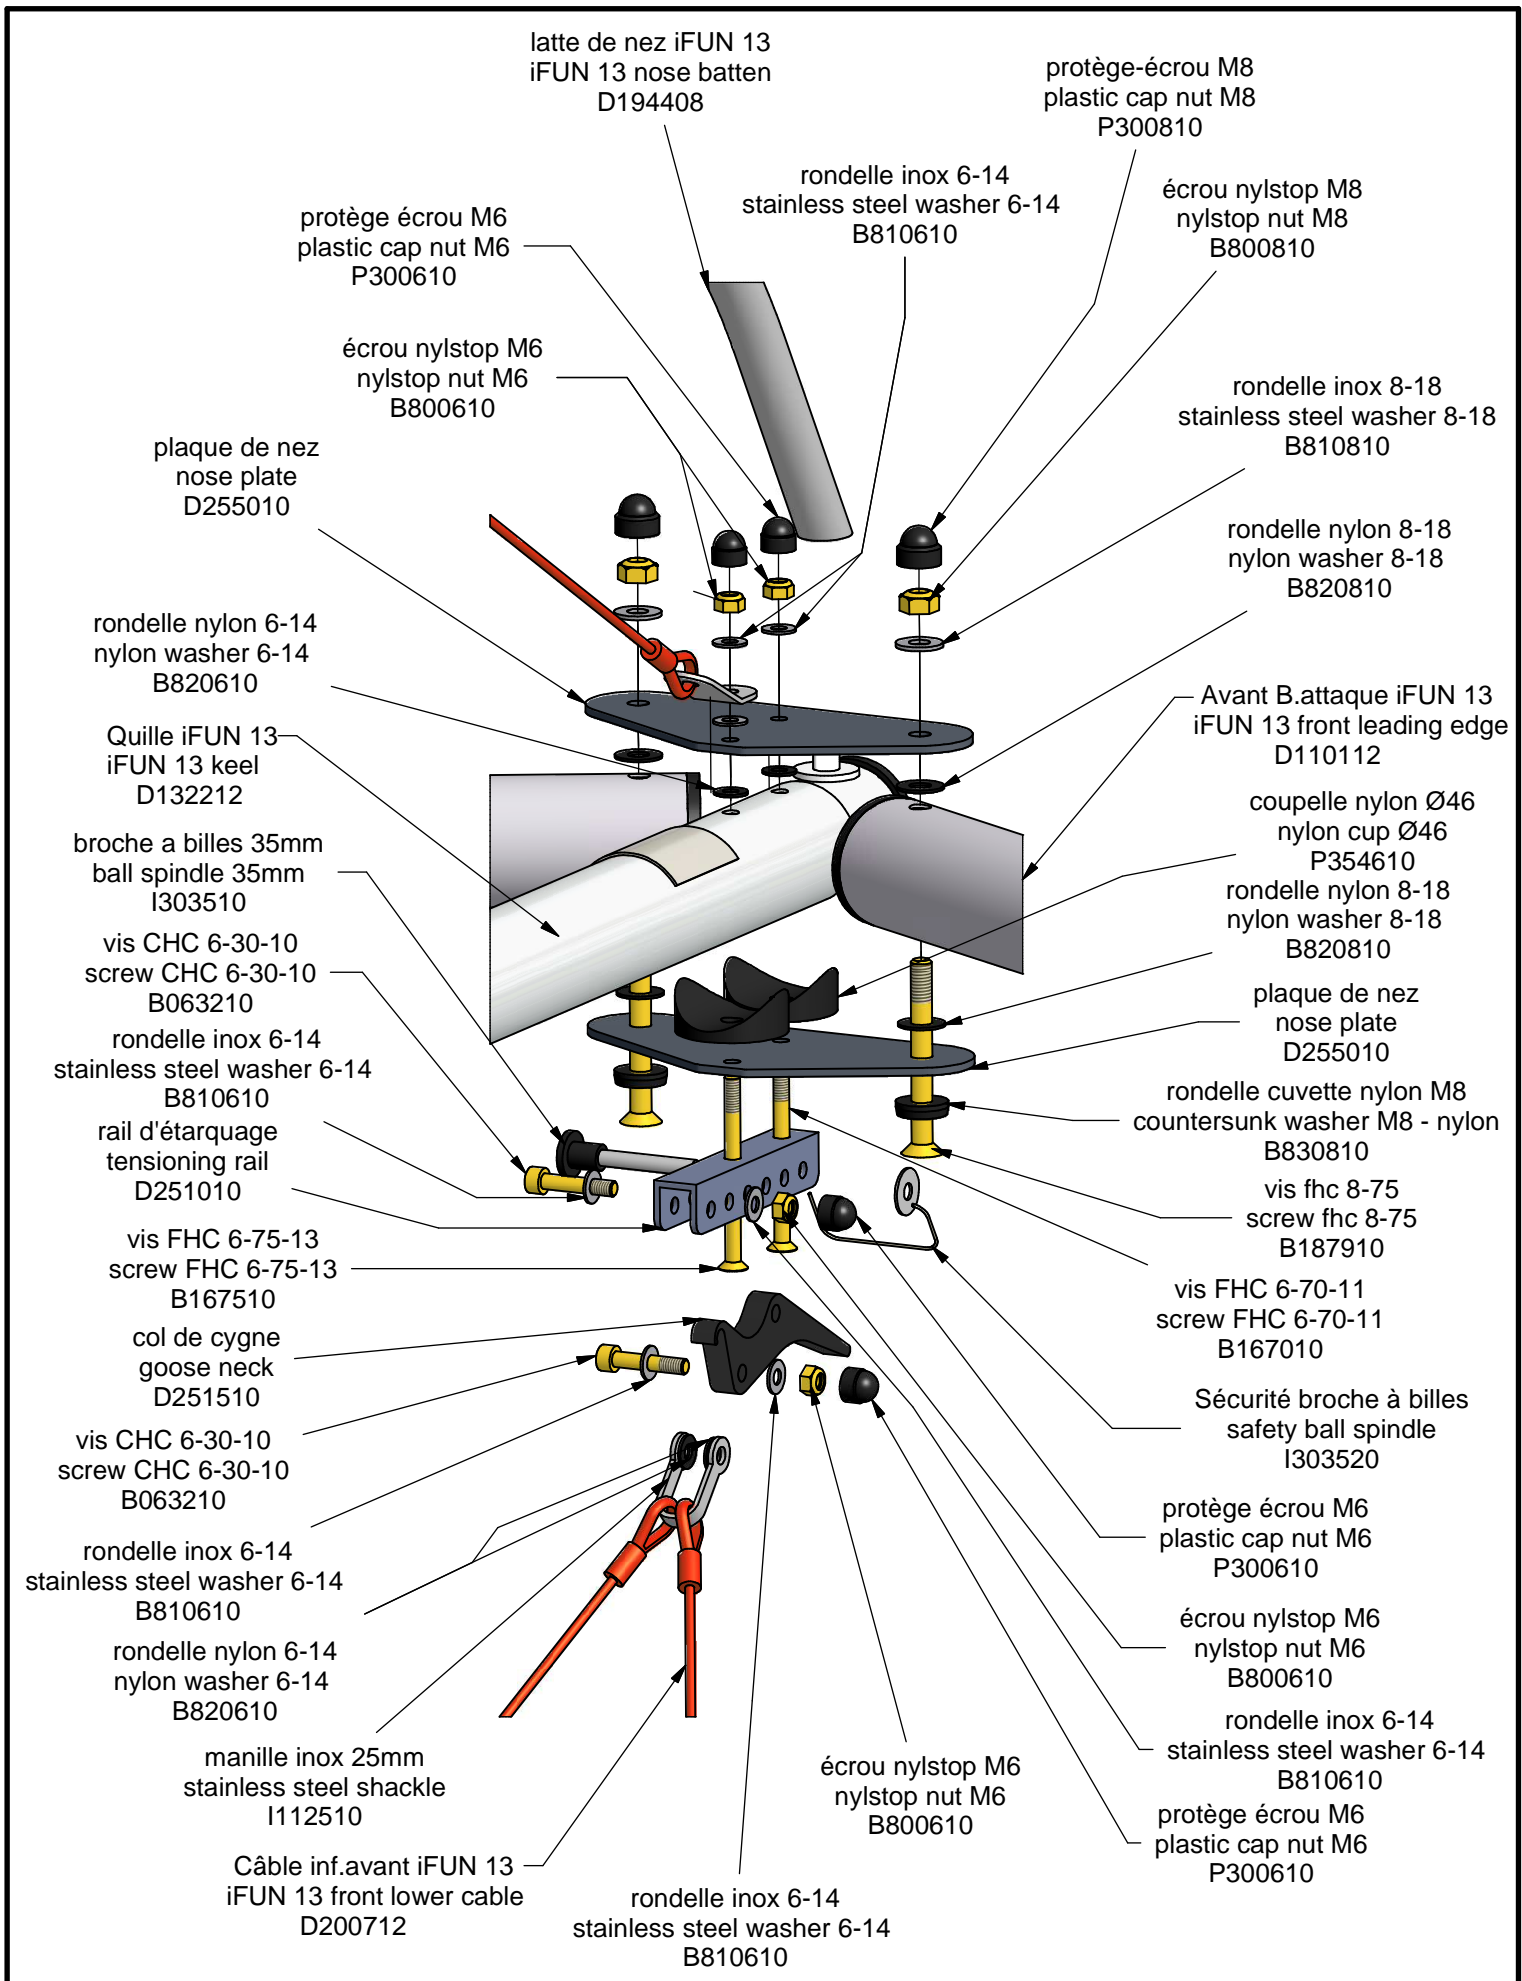 latte de nez iFUN 13
iFUN 13 nose batten
D194408
protège-écrou M8
plastic cap nut M8
P300810
rondelle inox 6-14
stainless steel washer 6-14
B810610
écrou nylstop M8
nylstop nut M8
B800810
protège écrou M6
plastic cap nut M6
P300610
écrou nylstop M6
nylstop nut M6
B800610
rondelle inox 8-18
stainless steel washer 8-18
B810810
plaque de nez
nose plate
D255010
rondelle nylon 8-18
nylon washer 8-18
B820810
rondelle nylon 6-14
nylon washer 6-14
B820610
Avant B.attaque iFUN 13
iFUN 13 front leading edge
D110112
Quille iFUN 13
iFUN 13 keel
D132212
coupelle nylon Ø46
nylon cup Ø46
P354610
broche a billes 35mm
ball spindle 35mm
I303510
rondelle nylon 8-18
nylon washer 8-18
B820810
vis CHC 6-30-10
screw CHC 6-30-10
B063210
plaque de nez
nose plate
D255010
rondelle inox 6-14
stainless steel washer 6-14
B810610
rondelle cuvette nylon M8
countersunk washer M8 - nylon
B830810
rail d'étarquage
tensioning rail
D251010
vis fhc 8-75
screw fhc 8-75
B187910
vis FHC 6-75-13
screw FHC 6-75-13
B167510
vis FHC 6-70-11
screw FHC 6-70-11
B167010
col de cygne
goose neck
D251510
Sécurité broche à billes
safety ball spindle
I303520
vis CHC 6-30-10
screw CHC 6-30-10
B063210
protège écrou M6
plastic cap nut M6
P300610
rondelle inox 6-14
stainless steel washer 6-14
B810610
écrou nylstop M6
nylstop nut M6
B800610
rondelle nylon 6-14
nylon washer 6-14
B820610
rondelle inox 6-14
stainless steel washer 6-14
B810610
manille inox 25mm
stainless steel shackle
I112510
écrou nylstop M6
nylstop nut M6
B800610
protège écrou M6
plastic cap nut M6
P300610
Câble inf.avant iFUN 13
iFUN 13 front lower cable
D200712
rondelle inox 6-14
stainless steel washer 6-14
B810610